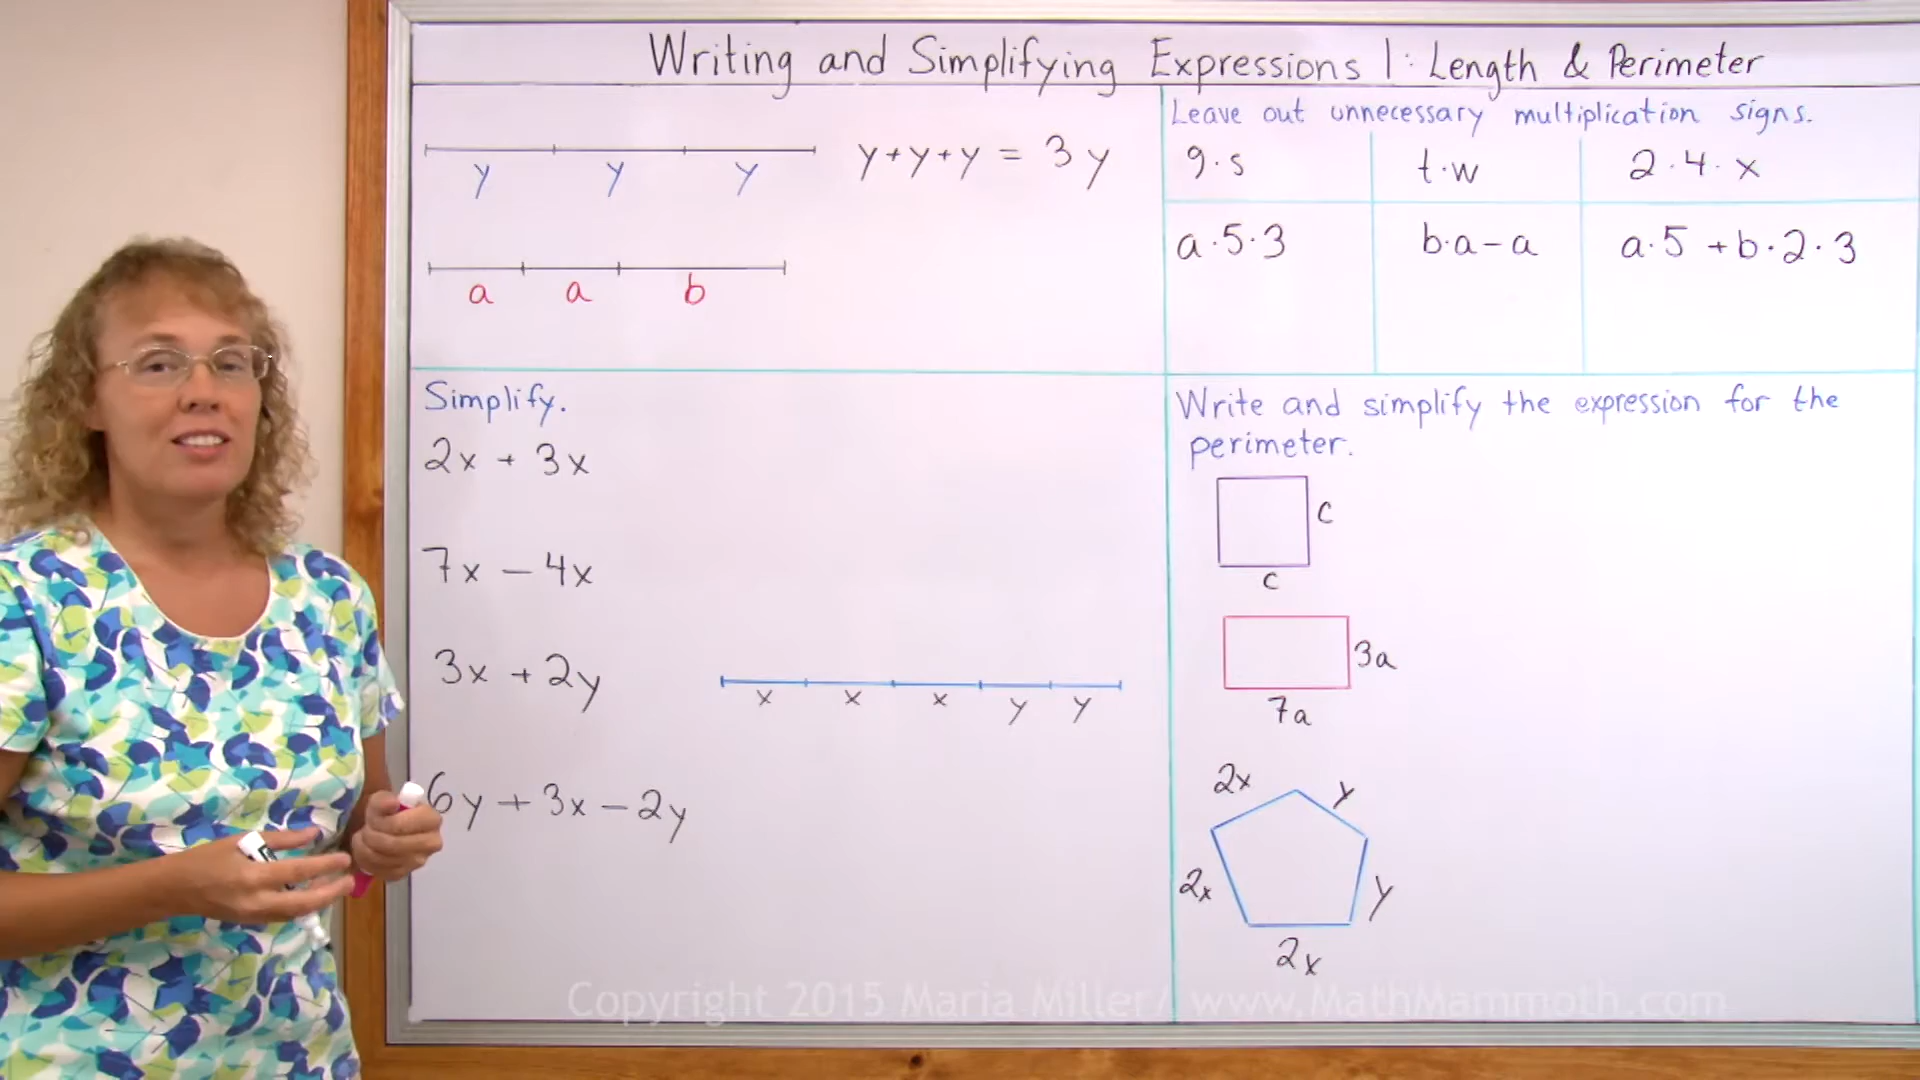 Writing and Simplifying Expressions 1: Length & Perimeter
y y y
y+y+y = 3y
a a b
Leave out unnecessary multiplication signs.
9·s
t·w
2·4·x
a·5·3
b·a-a
a·5 +b·2·3
Simplify.
2x + 3x
7x - 4x
3x +2y
x x x y y
6y + 3x - 2y
Write and simplify the expression for the
perimeter.
c
c
3a
7a
2x
y
2x
y
2x
Copyright 2015 Maria Miller / www.MathMammoth.com